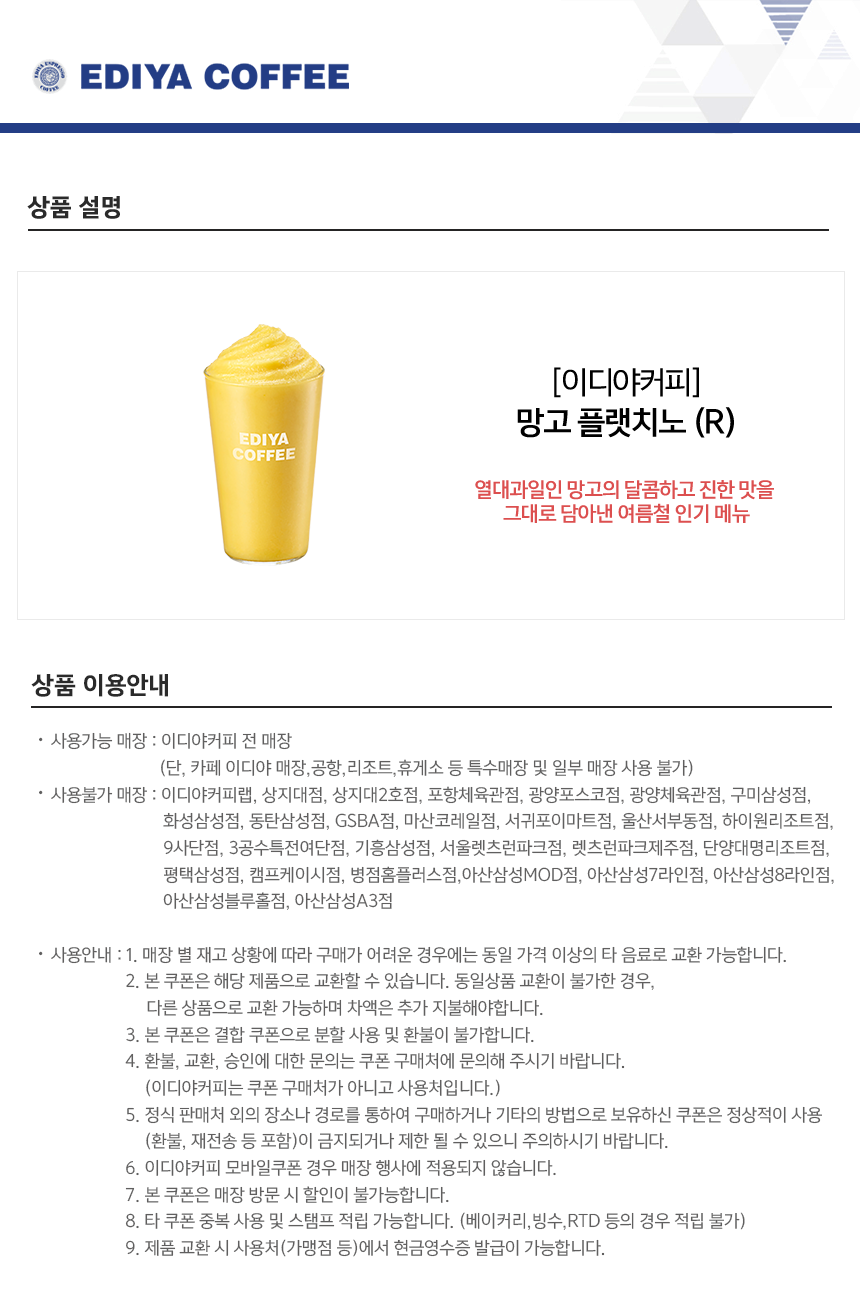 EDIYA ESPRESSO COFFEE
EDIYA COFFEE
상품 설명
EDIYA
COFFEE
[이디야커피]
망고 플랫치노 (R)
열대과일인 망고의 달콤하고 진한 맛을
그대로 담아낸 여름철 인기 메뉴
상품 이용안내
· 사용가능 매장 : 이디야커피 전 매장
(단, 카페 이디야 매장,공항,리조트,휴게소 등 특수매장 및 일부 매장 사용 불가)
· 사용불가 매장 : 이디야커피랩, 상지대점, 상지대2호점, 포항체육관점, 광양포스코점, 광양체육관점, 구미삼성점,
화성삼성점, 동탄삼성점, GSBA점, 마산코레일점, 서귀포이마트점, 울산서부동점, 하이원리조트점,
9사단점, 3공수특전여단점, 기흥삼성점, 서울렛츠런파크점, 렛츠런파크제주점, 단양대명리조트점,
평택삼성점, 캠프케이시점, 병점홈플러스점,아산삼성MOD점, 아산삼성7라인점, 아산삼성8라인점,
아산삼성블루홀점, 아산삼성A3점
· 사용안내 : 1. 매장 별 재고 상황에 따라 구매가 어려운 경우에는 동일 가격 이상의 타 음료로 교환 가능합니다.
2. 본 쿠폰은 해당 제품으로 교환할 수 있습니다. 동일상품 교환이 불가한 경우,
다른 상품으로 교환 가능하며 차액은 추가 지불해야합니다.
3. 본 쿠폰은 결합 쿠폰으로 분할 사용 및 환불이 불가합니다.
4. 환불, 교환, 승인에 대한 문의는 쿠폰 구매처에 문의해 주시기 바랍니다.
(이디야커피는 쿠폰 구매처가 아니고 사용처입니다.)
5. 정식 판매처 외의 장소나 경로를 통하여 구매하거나 기타의 방법으로 보유하신 쿠폰은 정상적이 사용
(환불, 재전송 등 포함)이 금지되거나 제한 될 수 있으니 주의하시기 바랍니다.
6. 이디야커피 모바일쿠폰 경우 매장 행사에 적용되지 않습니다.
7. 본 쿠폰은 매장 방문 시 할인이 불가능합니다.
8. 타 쿠폰 중복 사용 및 스탬프 적립 가능합니다. (베이커리,빙수,RTD 등의 경우 적립 불가)
9. 제품 교환 시 사용처(가맹점 등)에서 현금영수증 발급이 가능합니다.